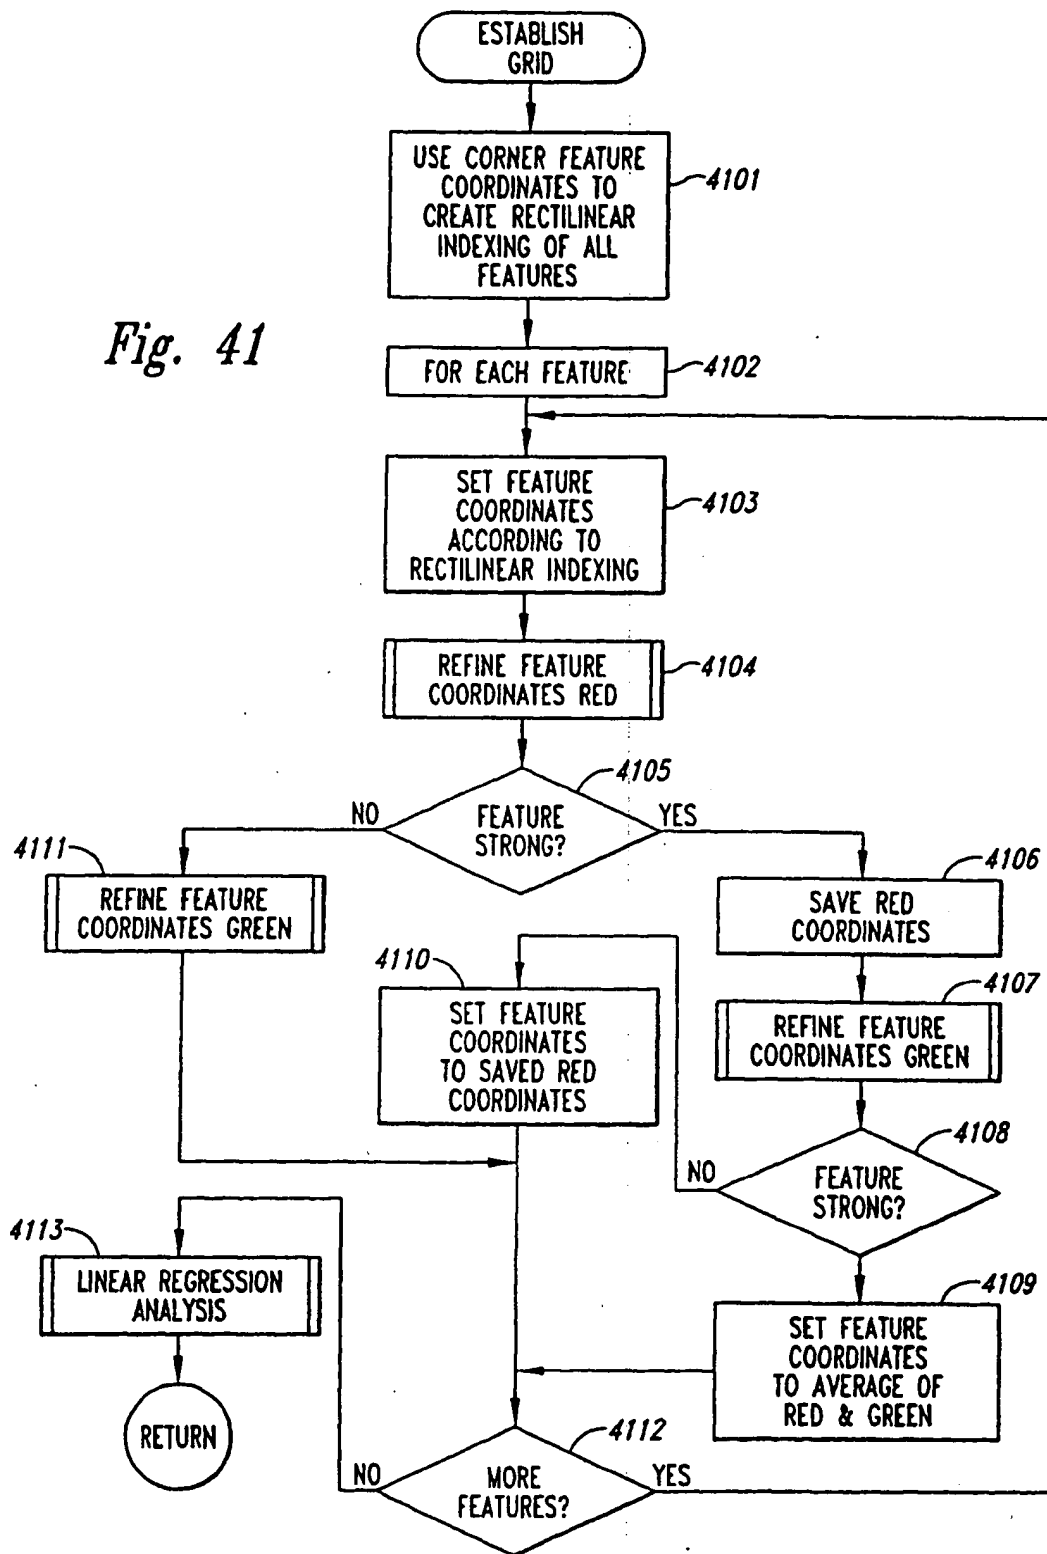 ESTABLISH
GRID
USE CORNER FEATURE
COORDINATES TO
CREATE RECTILINEAR
INDEXING OF ALL
FEATURES
4101
Fig. 41
FOR EACH FEATURE
4102
SET FEATURE
COORDINATES
ACCORDING TO
RECTILINEAR INDEXING
4103
REFINE FEATURE
COORDINATES RED
4104
4105
NO
FEATURE
STRONG?
YES
4111
REFINE FEATURE
COORDINATES GREEN
4106
SAVE RED
COORDINATES
4110
SET FEATURE
COORDINATES
TO SAVED RED
COORDINATES
4107
REFINE FEATURE
COORDINATES GREEN
4108
NO
FEATURE
STRONG?
4113
LINEAR REGRESSION
ANALYSIS
4109
SET FEATURE
COORDINATES
TO AVERAGE OF
RED & GREEN
RETURN
4112
NO
MORE
FEATURES?
YES